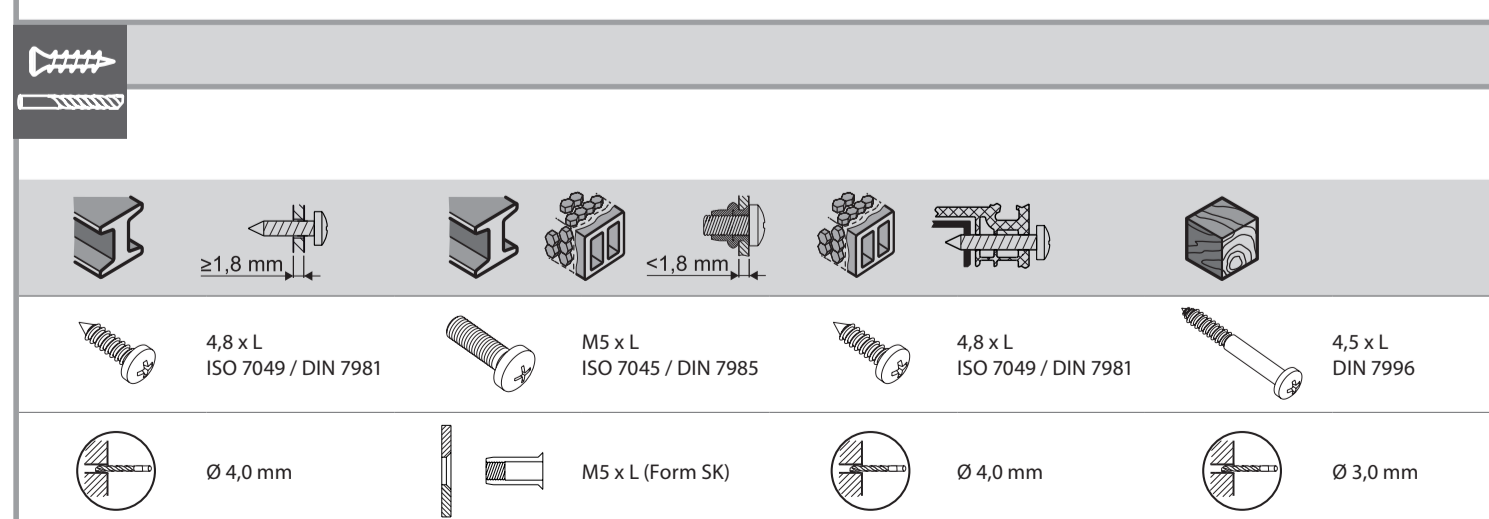 ≥1,8 mm
<1,8 mm
4,8 x L
ISO 7049 / DIN 7981
M5 x L
ISO 7045 / DIN 7985
4,8 x L
ISO 7049 / DIN 7981
4,5 x L
DIN 7996
Ø 4,0 mm
M5 x L (Form SK)
Ø 4,0 mm
Ø 3,0 mm